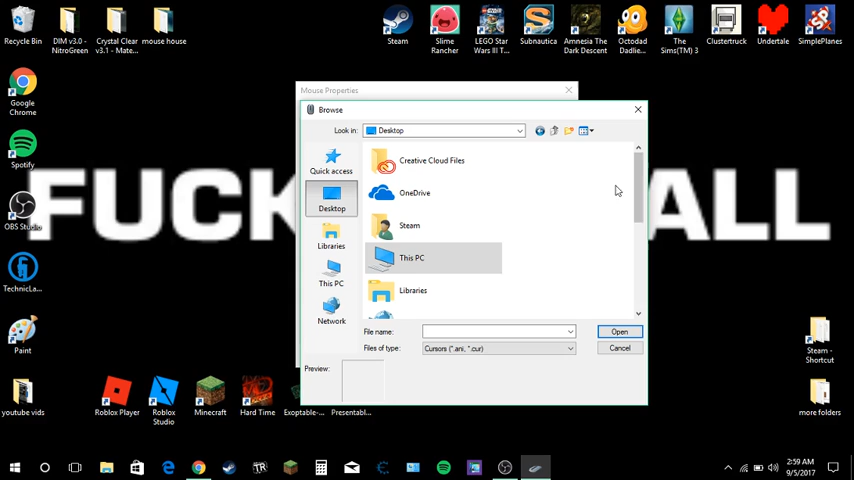 Recycle Bin
DIM v3.0 -
NitroGreen
Crystal Clear
v3.1 - Mate...
mouse house
Steam
Slime
Rancher
LEGO Star
Wars III T...
Subnautica
Amnesia The
Dark Descent
Octodad
Dadlie...
The
Sims(TM) 3
Clustertruck
Undertale
SimplePlanes
Google
Chrome
Spotify
OBS Studio
TechnicLa...
Paint
youtube vids
Roblox Player
Roblox
Studio
Minecraft
Hard Time
Exoptable-...
Presentabl...
Steam -
Shortcut
more folders
FUCK
ALL
Mouse Properties
Browse
Look in:
Desktop
Quick access
Desktop
Libraries
This PC
Network
Creative Cloud Files
OneDrive
Steam
This PC
Libraries
File name:
Open
Files of type:
Cursors (*.ani, *.cur)
Cancel
Preview:
2:59 AM
9/5/2017